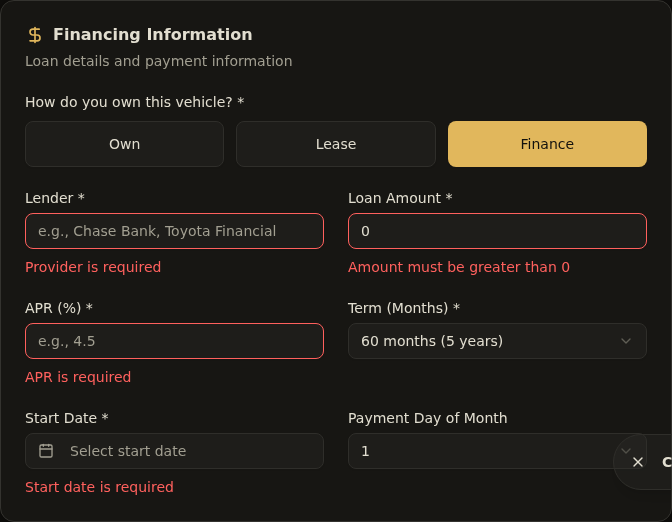 Financing Information
Loan details and payment information
How do you own this vehicle? *
Own Lease Finance
Lender * Loan Amount *
e.g., Chase Bank, Toyota Financial 0
Provider is required Amount must be greater than 0
APR (%) * Term (Months) *
e.g., 4.5 60 months (5 years)
APR is required
Start Date * Payment Day of Month
Select start date 1
C
Start date is required